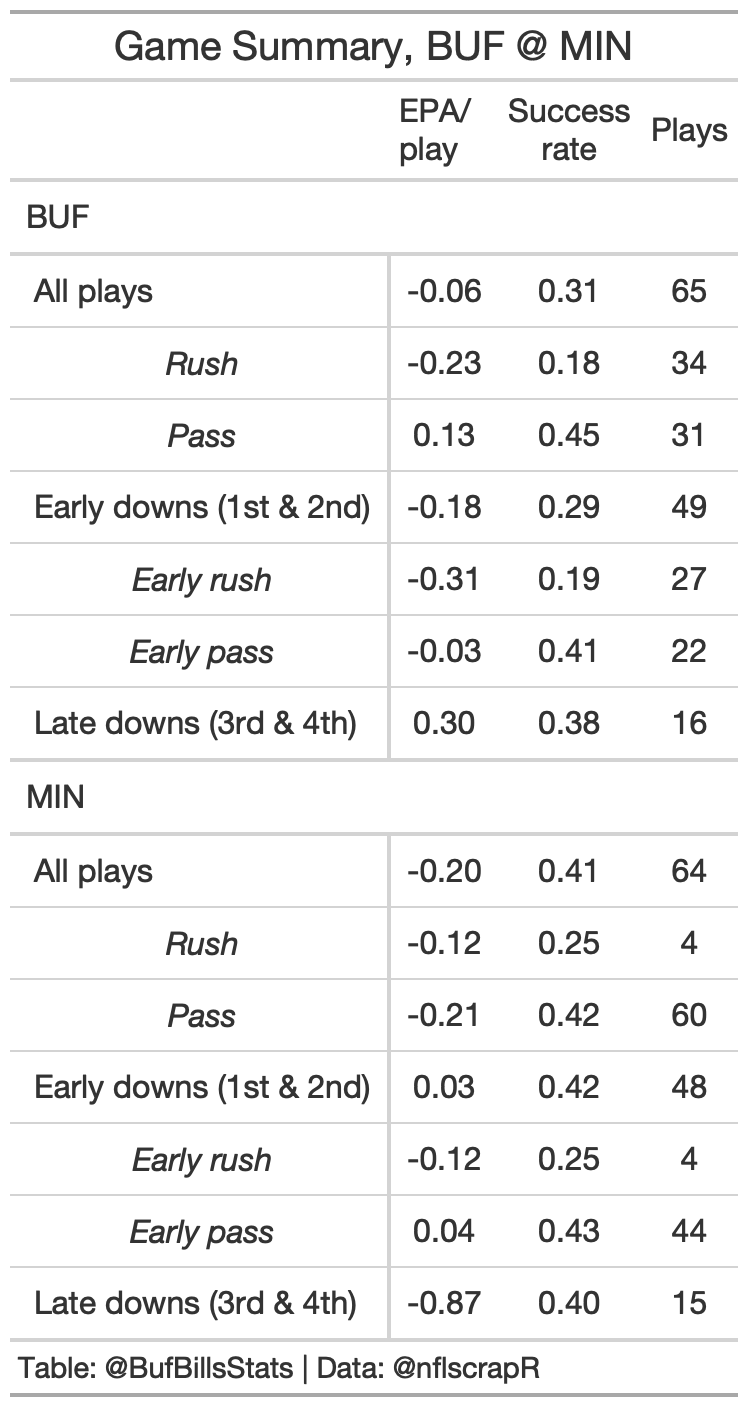 Game Summary, BUF @ MIN
EPA/ play Success rate Plays
BUF
All plays -0.06 0.31 65
Rush -0.23 0.18 34
Pass 0.13 0.45 31
Early downs (1st & 2nd) -0.18 0.29 49
Early rush -0.31 0.19 27
Early pass -0.03 0.41 22
Late downs (3rd & 4th) 0.30 0.38 16
MIN
All plays -0.20 0.41 64
Rush -0.12 0.25 4
Pass -0.21 0.42 60
Early downs (1st & 2nd) 0.03 0.42 48
Early rush -0.12 0.25 4
Early pass 0.04 0.43 44
Late downs (3rd & 4th) -0.87 0.40 15
Table: @BufBillsStats | Data: @nflscrapR